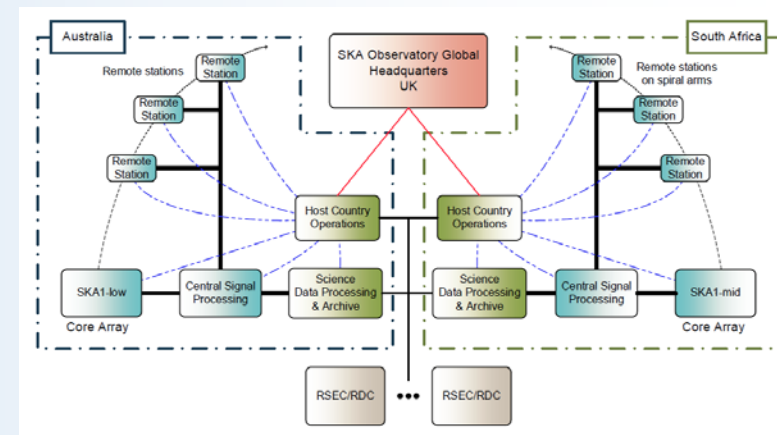 Australia
South Africa
SKA Observatory Global
Headquarters
UK
Remote stations
Remote
Station
Remote
Station
Remote
Station
Remote
Station
Remote stations
on spiral arms
Remote
Station
Remote
Station
Host Country
Operations
Host Country
Operations
SKA1-low
Core Array
Central Signal
Processing
Science
Data Processing
& Archive
Science
Data Processing
& Archive
Central Signal
Processing
SKA1-mid
Core Array
RSEC/RDC
•••
RSEC/RDC